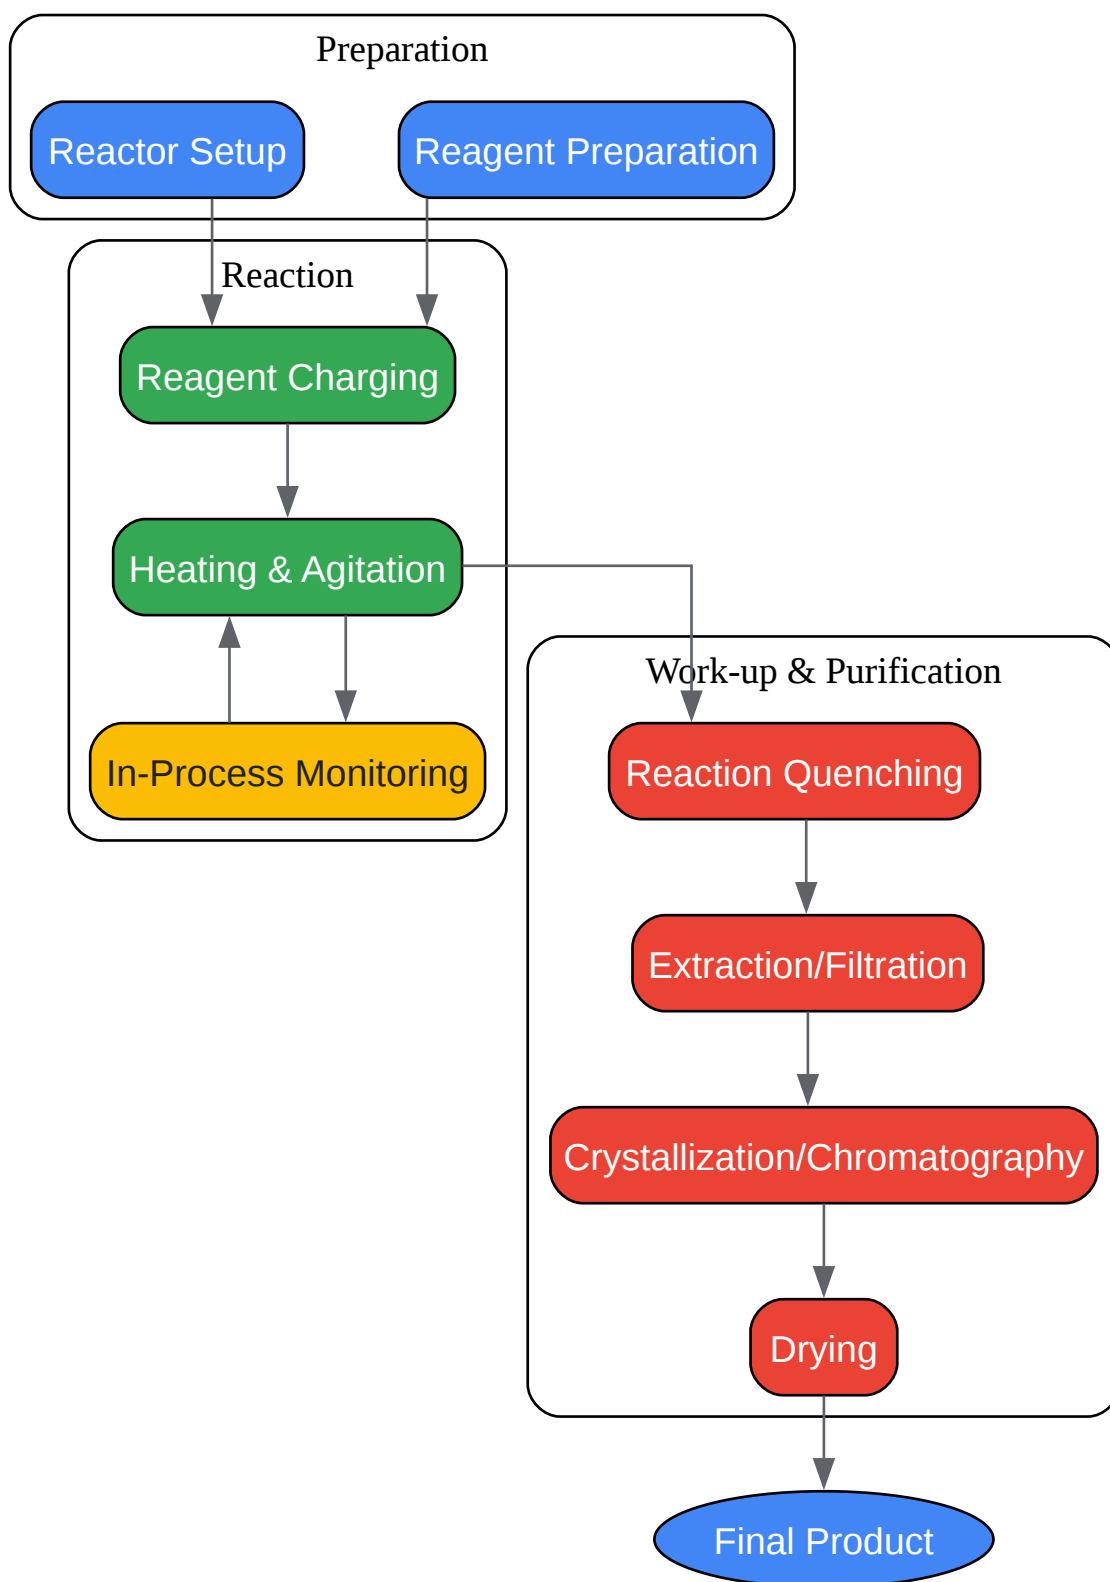 Preparation
Reactor Setup
Reagent Preparation
Reaction
Reagent Charging
Heating & Agitation
In-Process Monitoring
Work-up & Purification
Reaction Quenching
Extraction/Filtration
Crystallization/Chromatography
Drying
Final Product